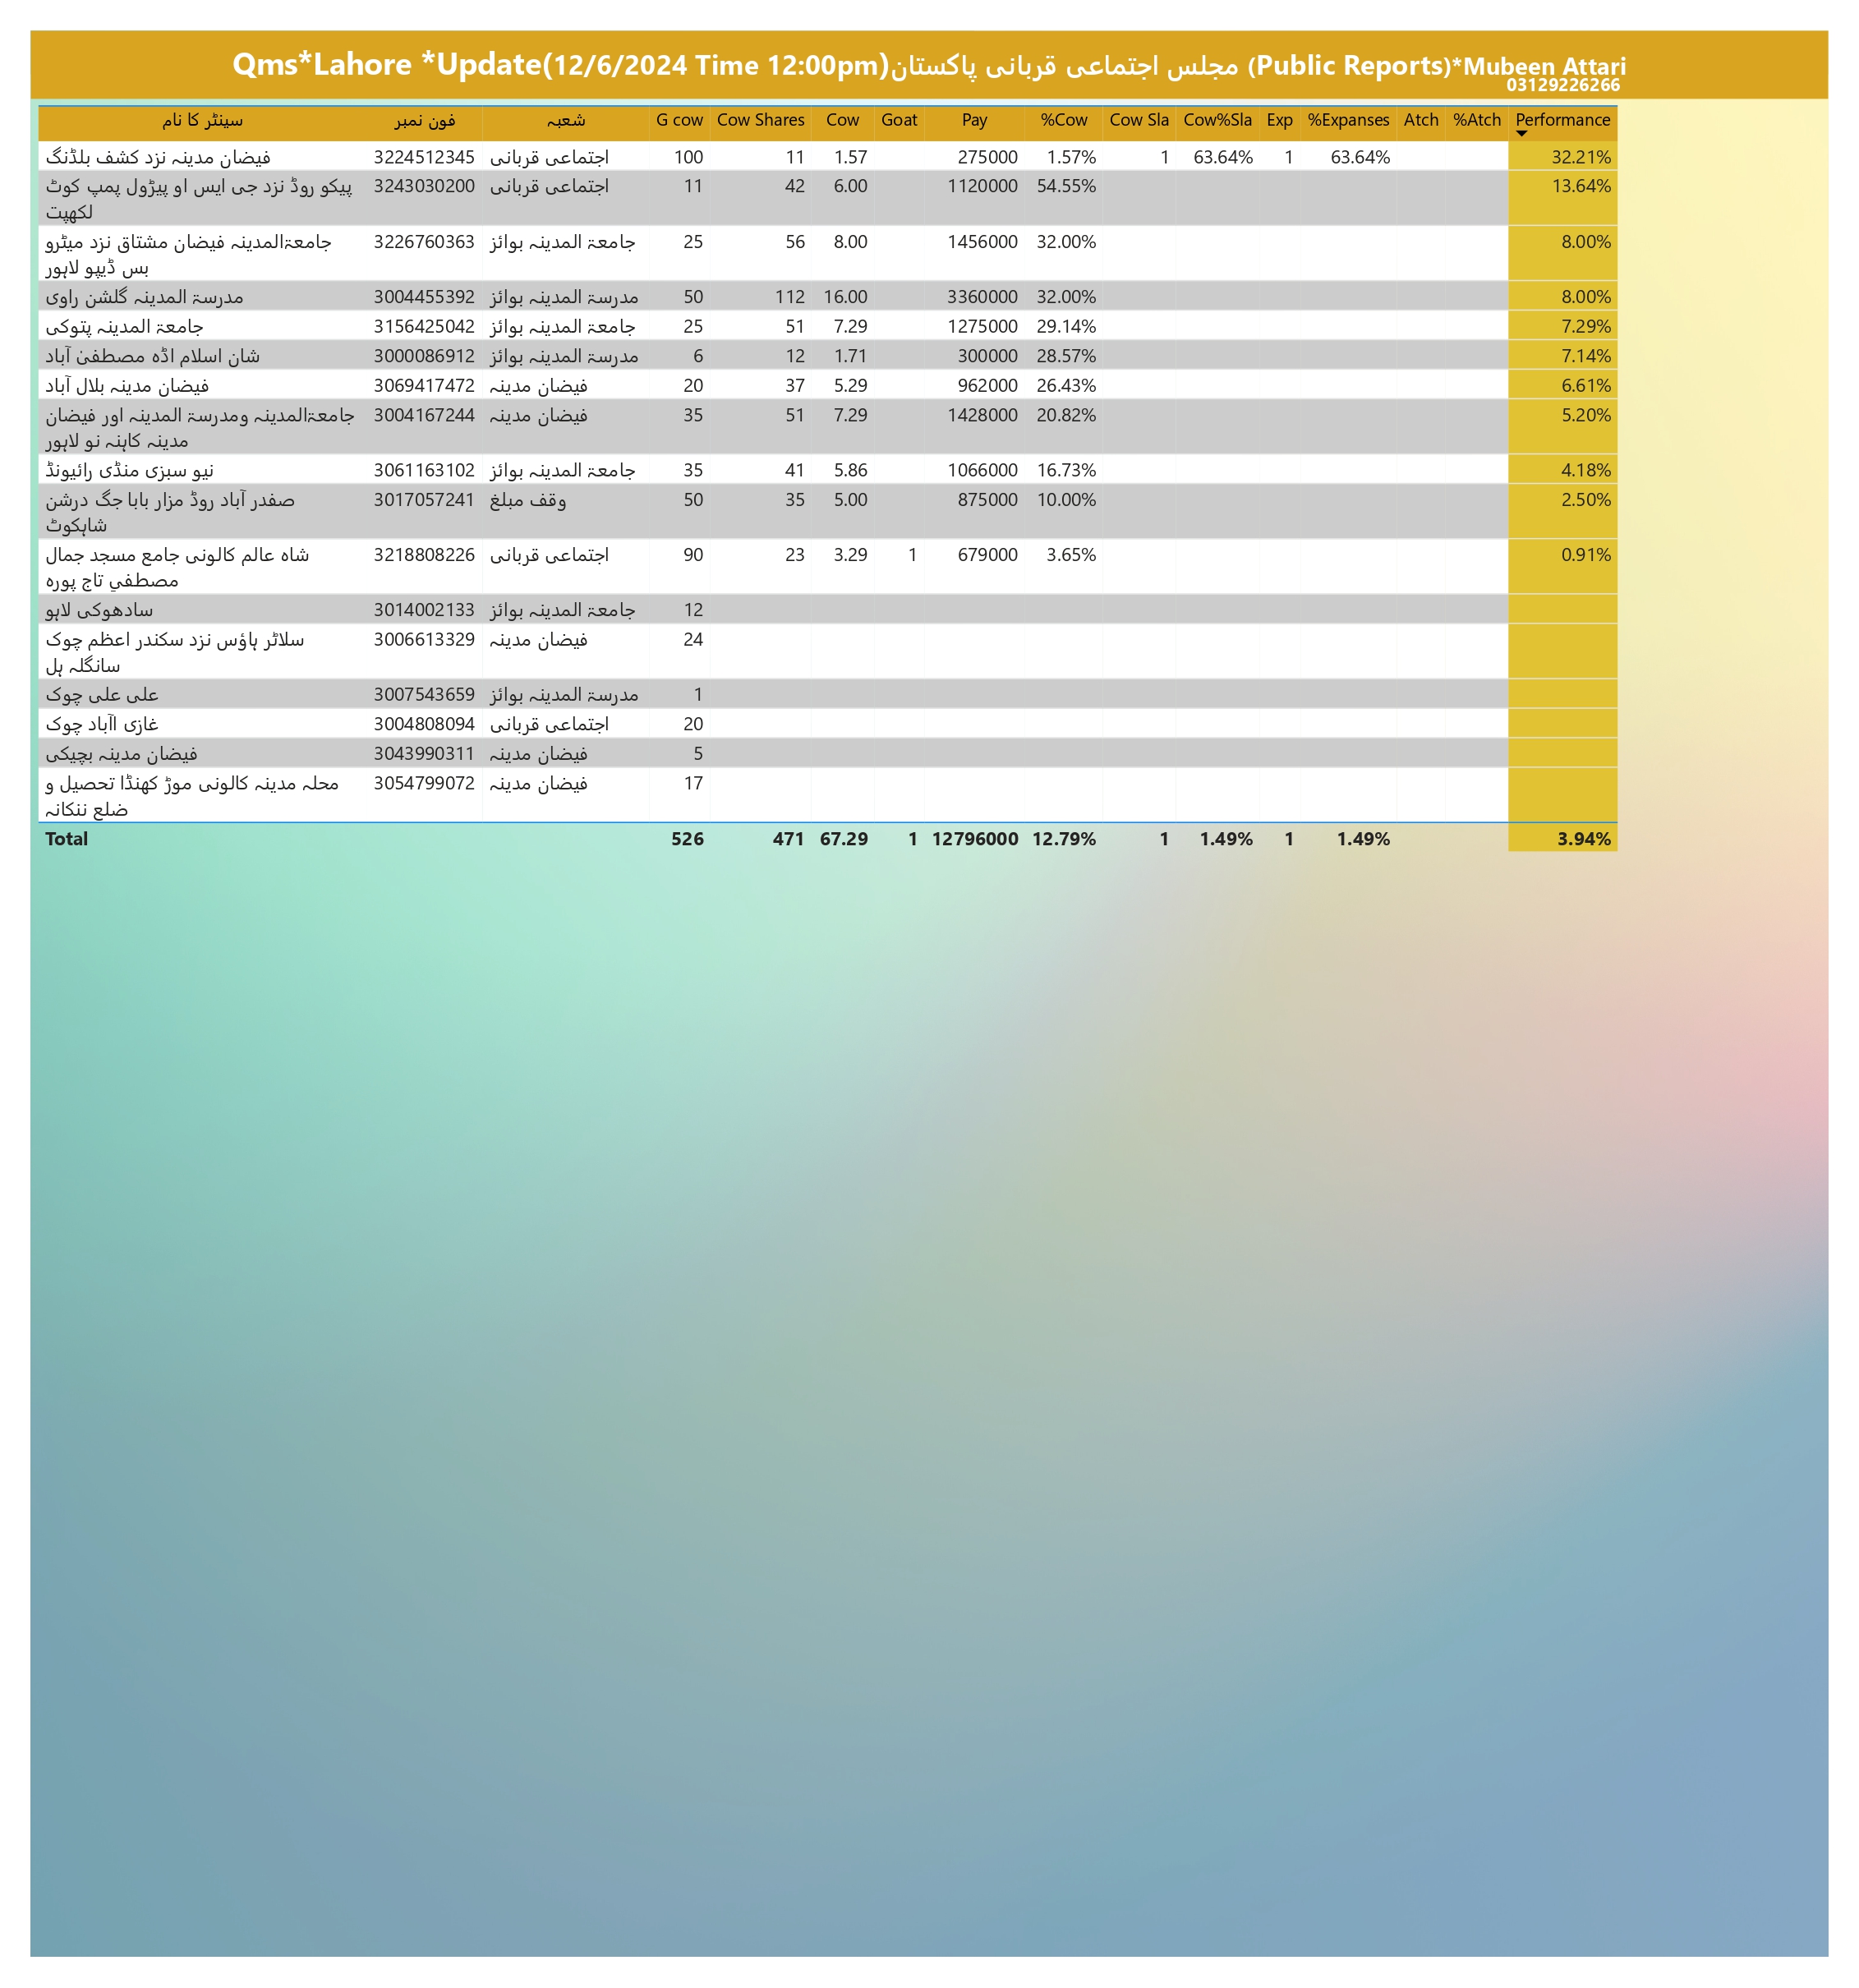 Qms*Lahore *Update(12/6/2024 Time 12:00pm)مجلس اجتماعی قربانی پاکستان (Public Reports)*Mubeen Attari
03129226266
سینٹر کا نام فون نمبر شعبہ G cow Cow Shares Cow Goat Pay %Cow Cow Sla Cow%Sla Exp %Expanses Atch %Atch Performance
فیضان مدینہ نزد کشف بلڈنگ 3224512345 اجتماعی قربانی 100 11 1.57 275000 1.57% 1 63.64% 1 63.64% 32.21%
پیکو روڈ نزد جی ایس او پیڑول پمپ کوٹ 3243030200 اجتماعی قربانی 11 42 6.00 1120000 54.55% 13.64%
لکھپت
جامعۃالمدینہ فیضان مشتاق نزد میٹرو 3226760363 جامعۃ المدینہ بوائز 25 56 8.00 1456000 32.00% 8.00%
بس ڈیپو لاہور
مدرسۃ المدینہ گلشن راوی 3004455392 مدرسۃ المدینہ بوائز 50 112 16.00 3360000 32.00% 8.00%
جامعۃ المدینہ پتوکی 3156425042 جامعۃ المدینہ بوائز 25 51 7.29 1275000 29.14% 7.29%
شان اسلام اڈہ مصطفیٰ آباد 3000086912 مدرسۃ المدینہ بوائز 6 12 1.71 300000 28.57% 7.14%
فیضان مدینہ بلال آباد 3069417472 فیضان مدینہ 20 37 5.29 962000 26.43% 6.61%
جامعۃالمدینہ ومدرسۃ المدینہ اور فیضان 3004167244 فیضان مدینہ 35 51 7.29 1428000 20.82% 5.20%
مدینہ کاہنہ نو لاہور
نیو سبزی منڈی رائیونڈ 3061163102 جامعۃ المدینہ بوائز 35 41 5.86 1066000 16.73% 4.18%
صفدر آباد روڈ مزار بابا جگ درشن 3017057241 وقف مبلغ 50 35 5.00 875000 10.00% 2.50%
شاہکوٹ
شاہ عالم کالونی جامع مسجد جمال 3218808226 اجتماعی قربانی 90 23 3.29 1 679000 3.65% 0.91%
مصطفي تاج پورہ
سادھوکی لاہو 3014002133 جامعۃ المدینہ بوائز 12
سلاٹر ہاؤس نزد سکندر اعظم چوک 3006613329 فیضان مدینہ 24
سانگلہ ہل
علی علی چوک 3007543659 مدرسۃ المدینہ بوائز 1
غازی اآباد چوک 3004808094 اجتماعی قربانی 20
فیضان مدینہ بچیکی 3043990311 فیضان مدینہ 5
محلہ مدینہ کالونی موڑ کھنڈا تحصیل و 3054799072 فیضان مدینہ 17
ضلع ننکانہ
Total 526 471 67.29 1 12796000 12.79% 1 1.49% 1 1.49% 3.94%